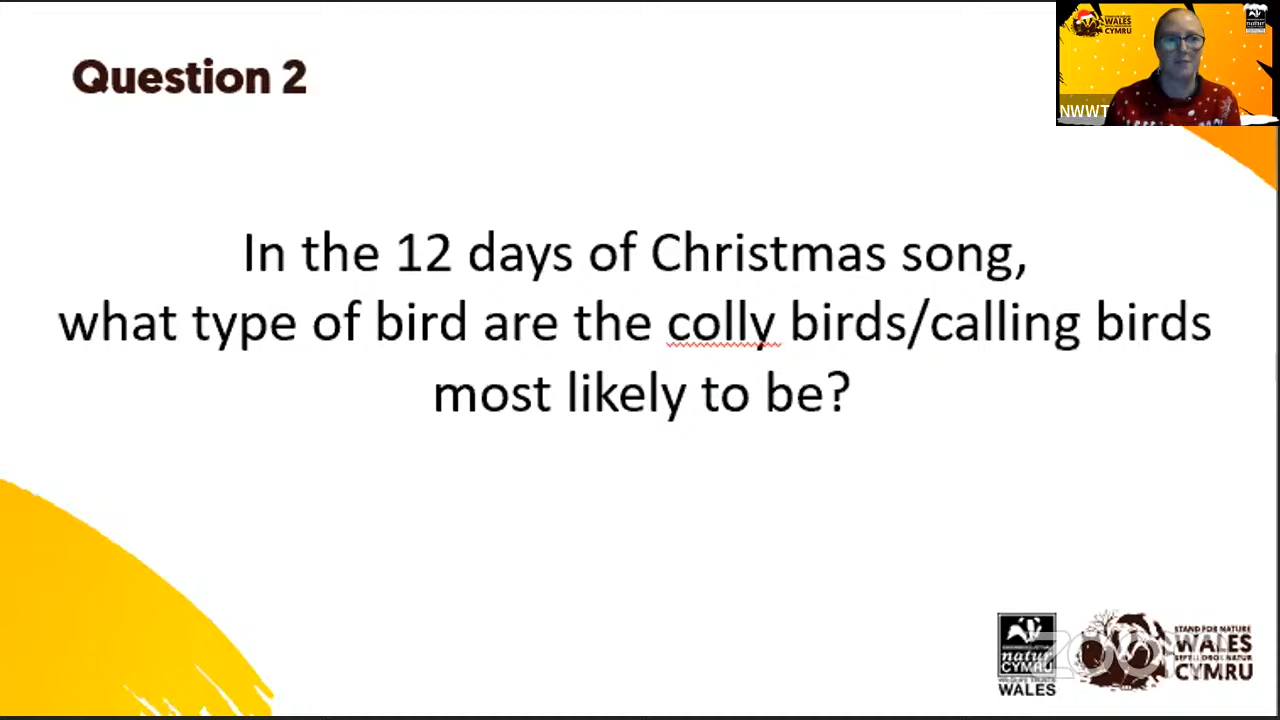 Question 2
In the 12 days of Christmas song,
what type of bird are the colly birds/calling birds
most likely to be?
WALES
CYMRU
NWWT
natur
CYMRU
WALES
STAND FOR NATURE
WALES
CYMRU
zoom